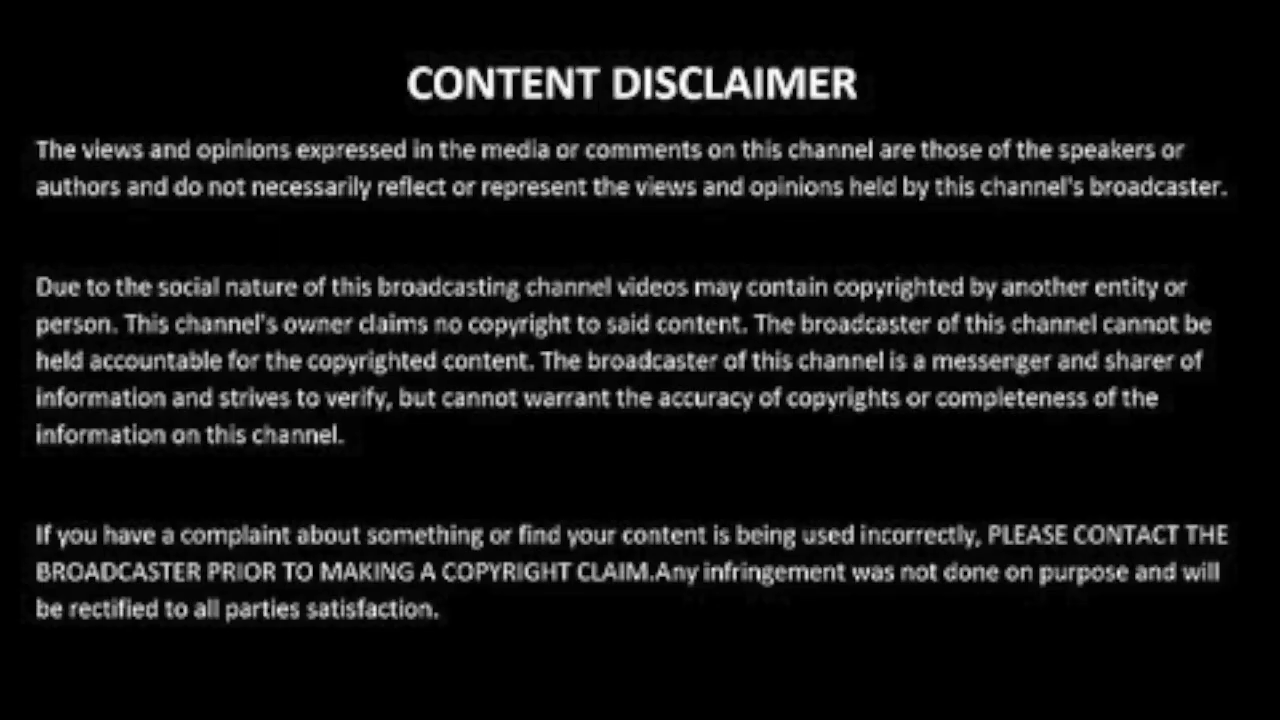 CONTENT DISCLAIMER
The views and opinions expressed in the media or comments on this channel are those of the speakers or
authors and do not necessarily reflect or represent the views and opinions held by this channel's broadcaster.
Due to the social nature of this broadcasting channel videos may contain copyrighted by another entity or
person. This channel's owner claims no copyright to said content. The broadcaster of this channel cannot be
held accountable for the copyrighted content. The broadcaster of this channel is a messenger and sharer of
information and strives to verify, but cannot warrant the accuracy of copyrights or completeness of the
information on this channel.
If you have a complaint about something or find your content is being used incorrectly, PLEASE CONTACT THE
BROADCASTER PRIOR TO MAKING A COPYRIGHT CLAIM.Any infringement was not done on purpose and will
be rectified to all parties satisfaction.